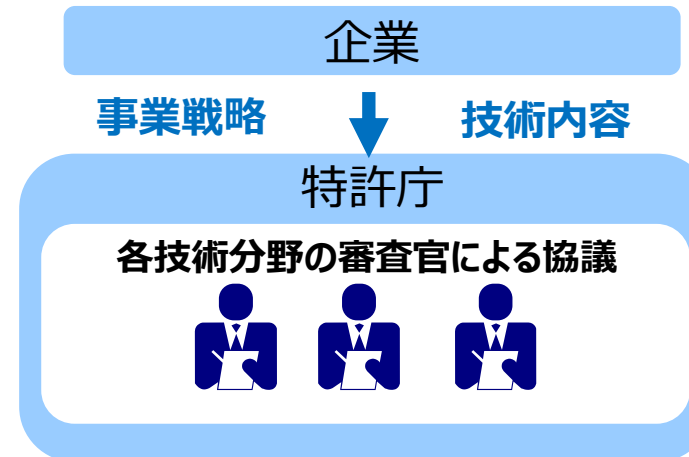 企業
事業戦略
技術内容
特許庁
各技術分野の審査官による協議